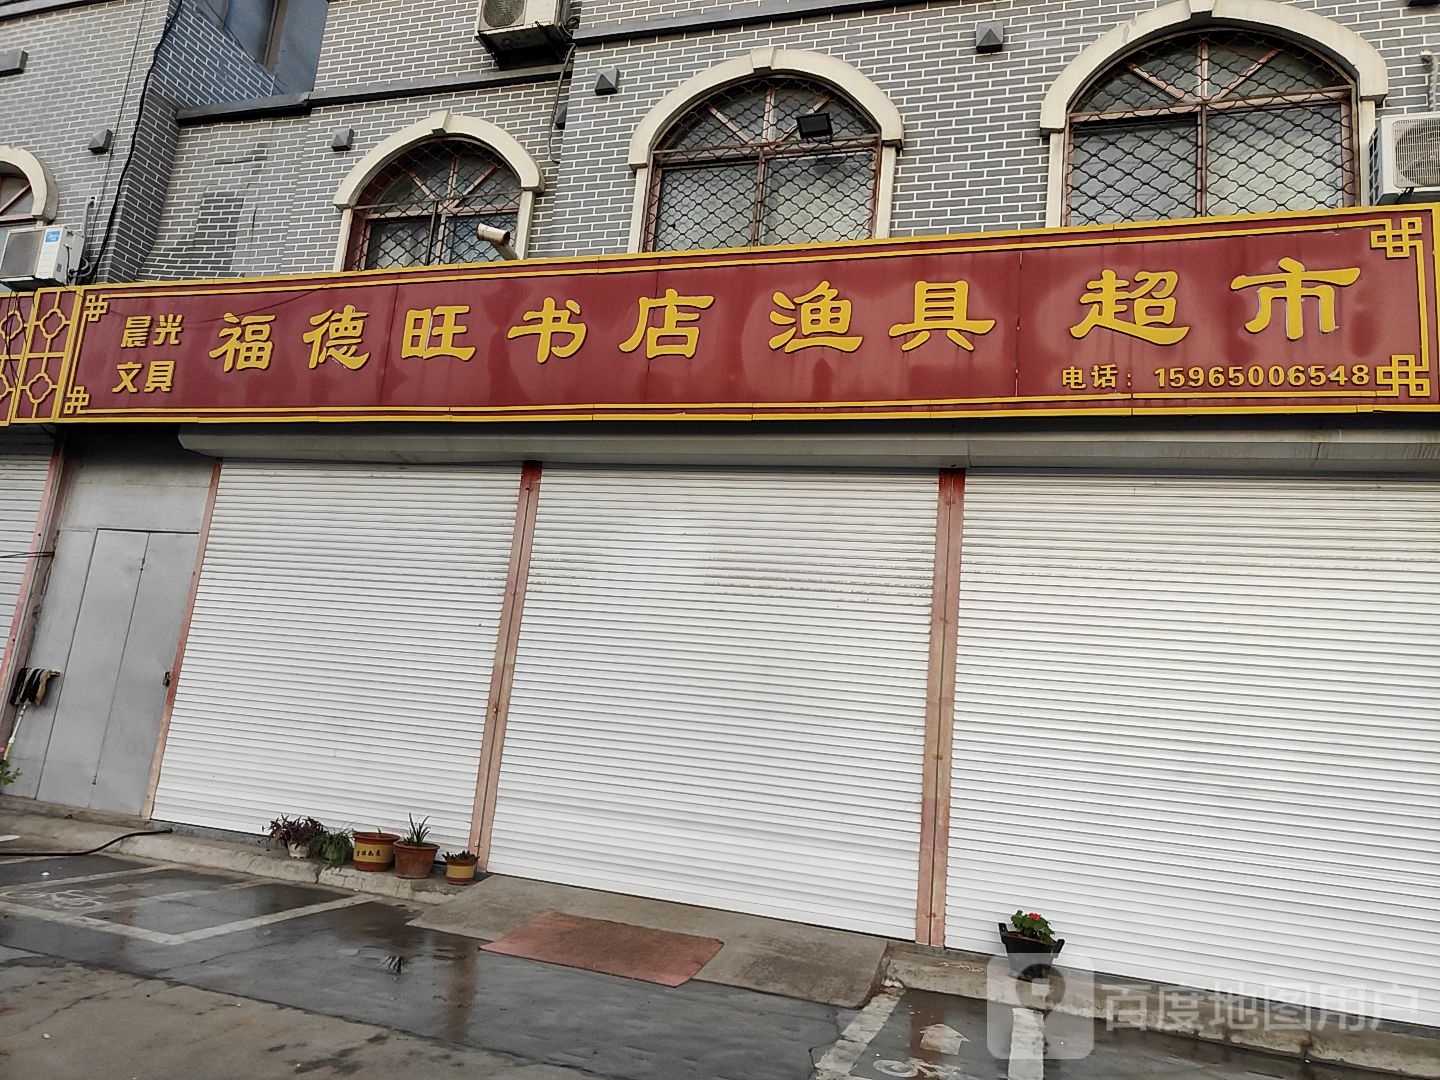 晨光
文具
福德旺书店 渔具 超市
电话：15965006548
百度地图用户